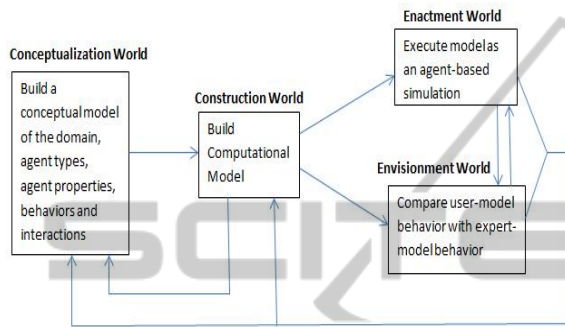 Conceptualization World
Build a
conceptual model
of the domain,
agent types,
agent properties,
behaviors and
interactions
Construction World
Build
Computational
Model
Enactment World
Execute model as
an agent-based
simulation
Envisionment World
Compare user-model
behavior with expert-
model behavior
SCITE